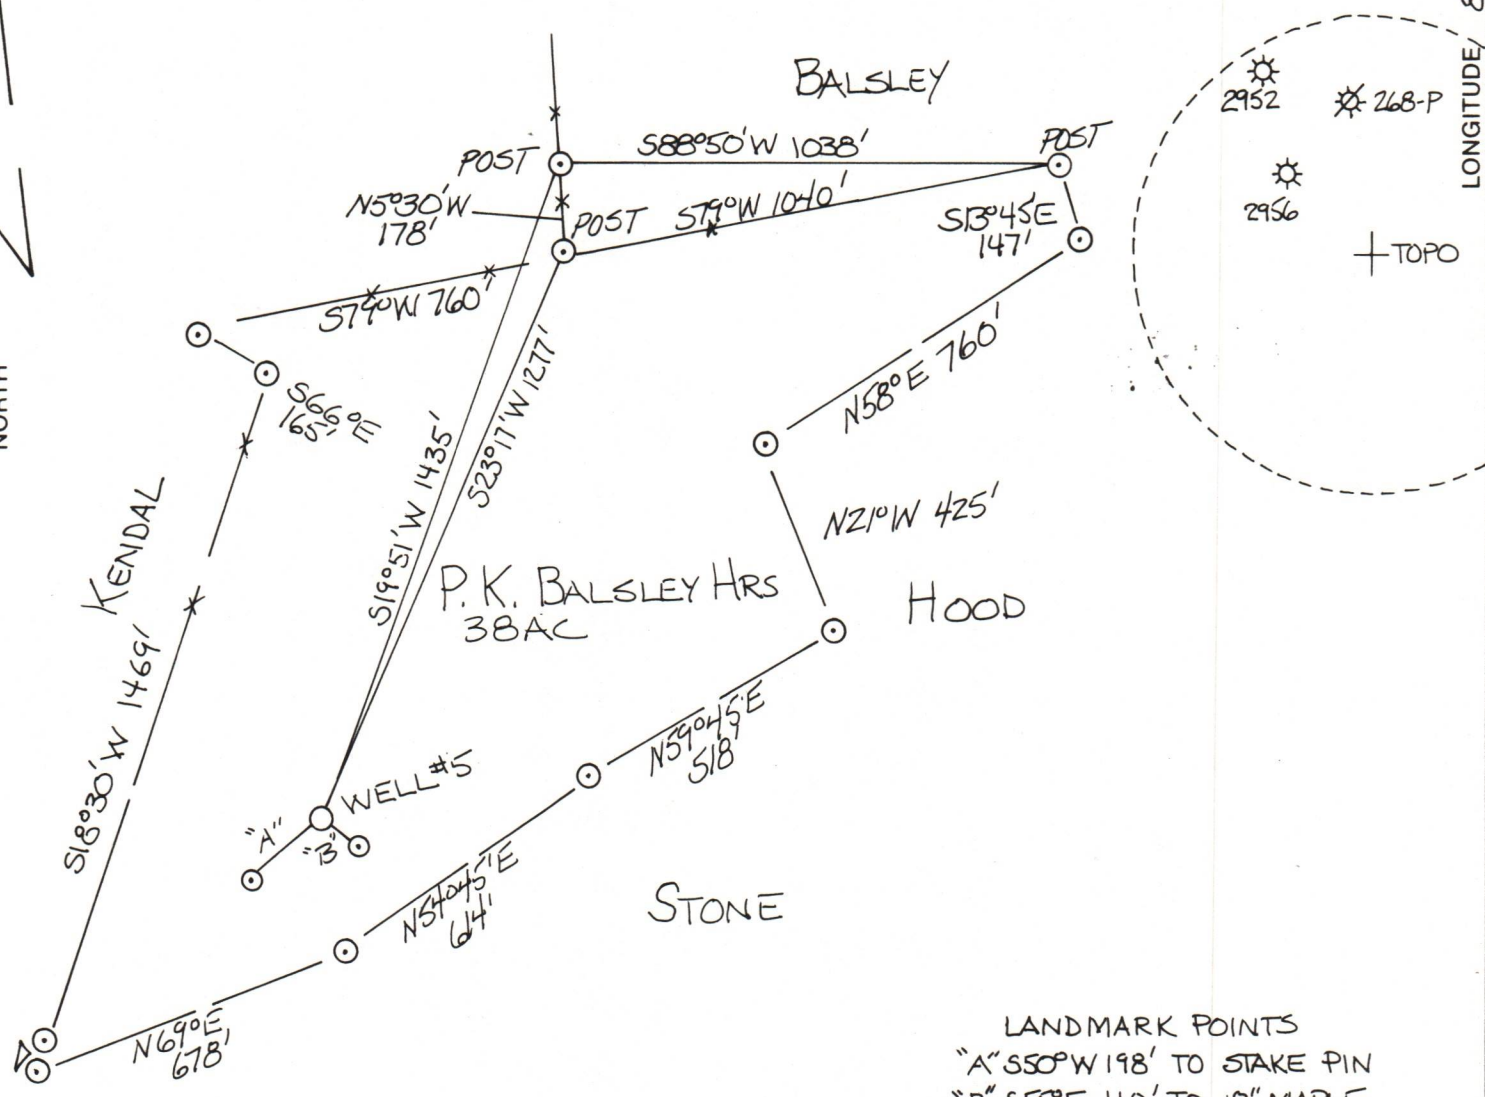 BALSLEY
POST
S88°50'W 1038'
POST
N5°30'W
178'
POST
S79°W 1040'
S13°45'E
147'
S79°W 760'
S66°E
165'
N58°E 760'
KENDAL
S18°30'W 1469'
S19°51'W 1435'
S23°17'W 1277'
N21°W 425'
P.K. BALSLEY HRS
38AC
HOOD
N59°45'E
518'
WELL #5
"A"
"B"
N54°45'E
614'
STONE
N69°E
678'
2952
268-P
2956
TOPO
LONGITUDE
NORTH
LANDMARK POINTS
"A" S50°W 198' TO STAKE PIN